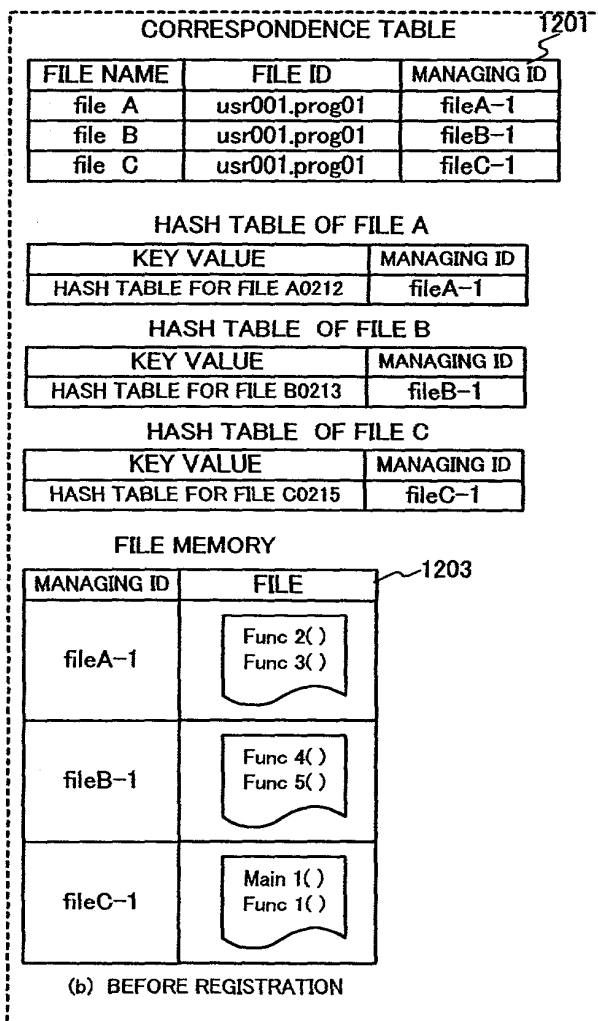 CORRESPONDENCE TABLE 1201
FILE NAME FILE ID MANAGING ID
file A usr001.prog01 fileA-1
file B usr001.prog01 fileB-1
file C usr001.prog01 fileC-1
HASH TABLE OF FILE A
KEY VALUE MANAGING ID
HASH TABLE FOR FILE A0212 fileA-1
HASH TABLE OF FILE B
KEY VALUE MANAGING ID
HASH TABLE FOR FILE B0213 fileB-1
HASH TABLE OF FILE C
KEY VALUE MANAGING ID
HASH TABLE FOR FILE C0215 fileC-1
FILE MEMORY
1203
MANAGING ID FILE
Func 2( )
fileA-1
Func 3( )
Func 4( )
fileB-1
Func 5( )
Main 1( )
fileC-1
Func 1( )
(b) BEFORE REGISTRATION